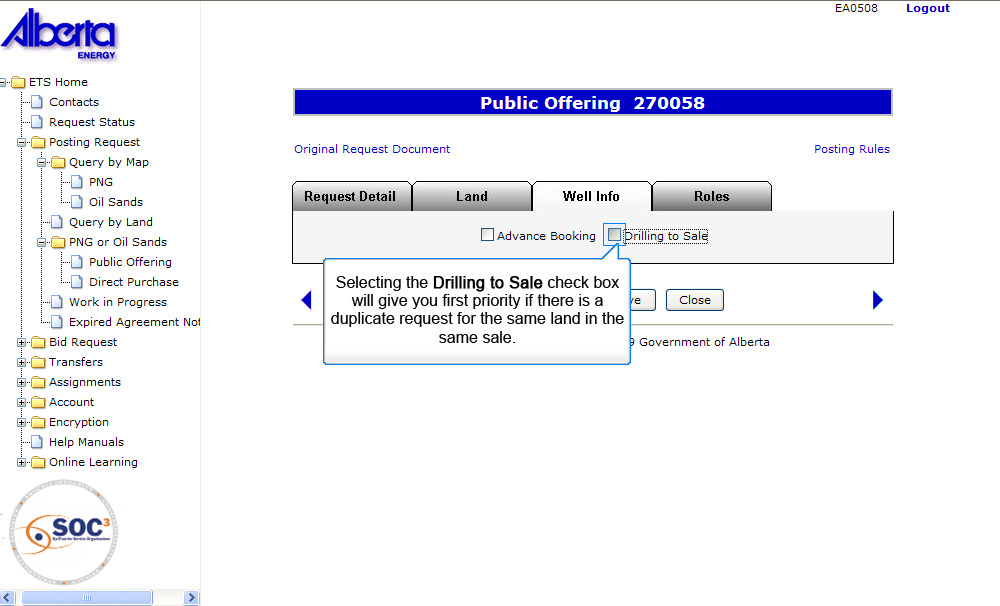 Alberta
ENERGY
EA0508 Logout
ETS Home
Contacts
Request Status
Posting Request
Query by Map
PNG
Oil Sands
Query by Land
PNG or Oil Sands
Public Offering
Direct Purchase
Work in Progress
Expired Agreement Not
Bid Request
Transfers
Assignments
Account
Encryption
Help Manuals
Online Learning
SOC3
Public Offering 270058
Original Request Document Posting Rules
Request Detail Land Well Info Roles
Advance Booking Drilling to Sale
Selecting the Drilling to Sale check box
will give you first priority if there is a
duplicate request for the same land in the
same sale.
ve Close
9 Government of Alberta